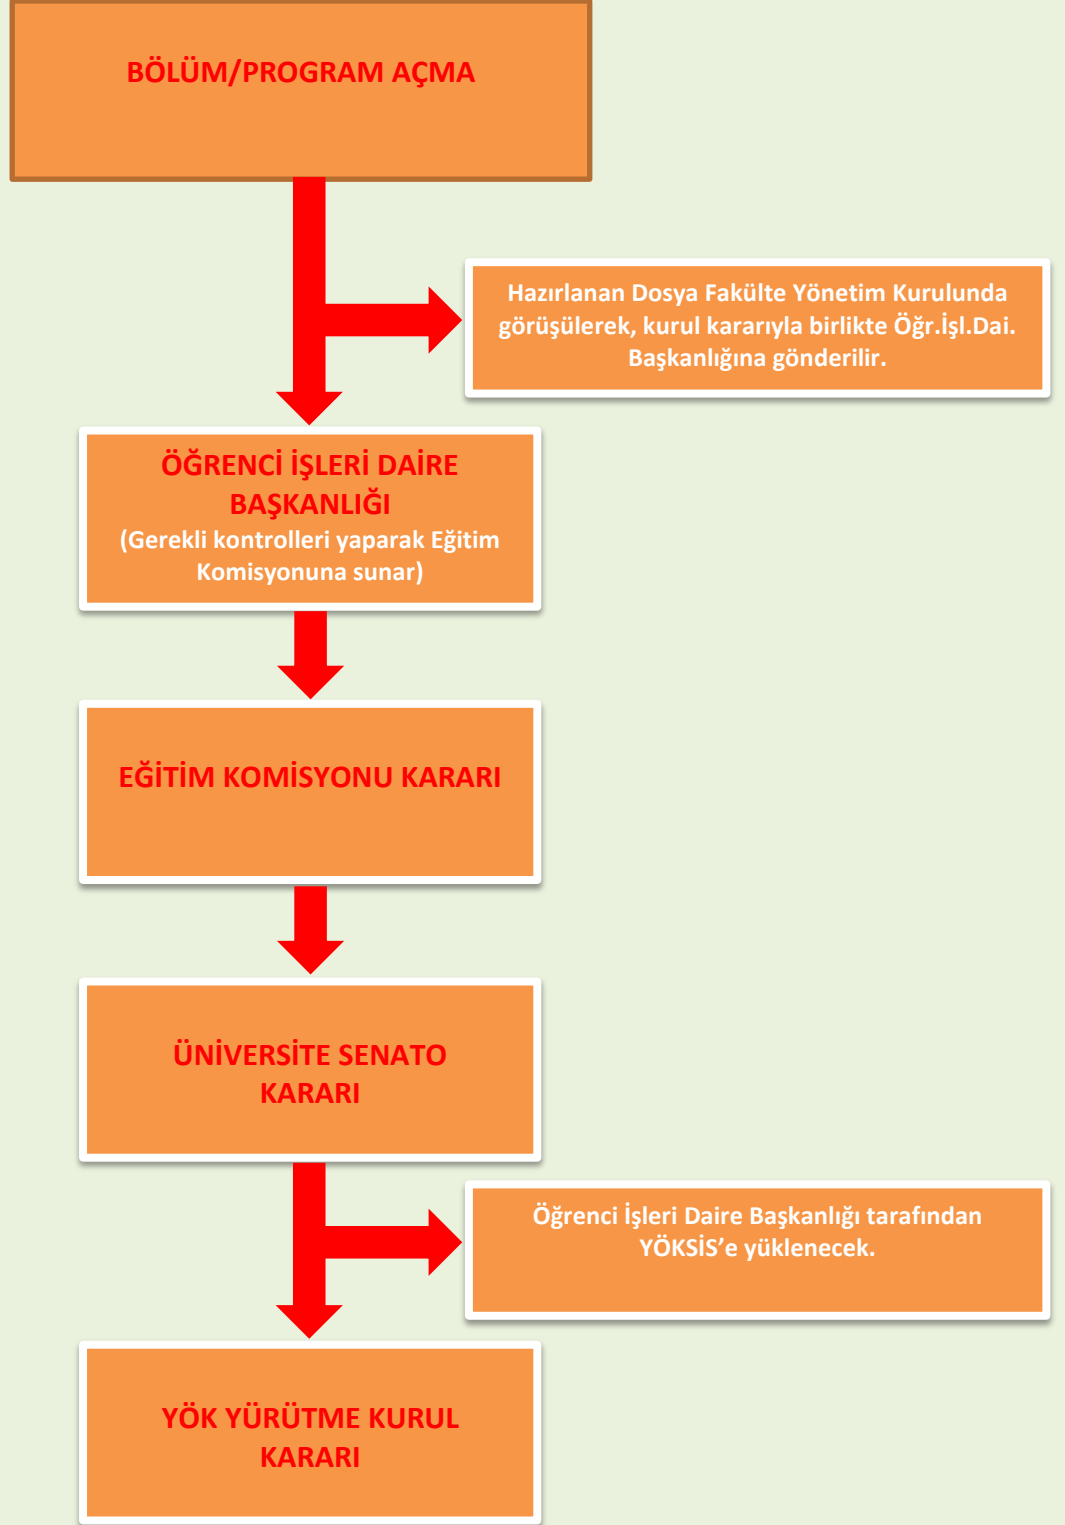 BÖLÜM/PROGRAM AÇMA
Hazırlanan Dosya Fakülte Yönetim Kurulunda
görüşülerek, kurul kararıyla birlikte Öğr.İşl.Dai.
Başkanlığına gönderilir.
ÖĞRENCİ İŞLERİ DAİRE
BAŞKANLIĞI
(Gerekli kontrolleri yaparak Eğitim
Komisyonuna sunar)
EĞİTİM KOMİSYONU KARARI
ÜNİVERSİTE SENATO
KARARI
Öğrenci İşleri Daire Başkanlığı tarafından
YÖKSİS’e yüklenecek.
YÖK YÜRÜTME KURUL
KARARI